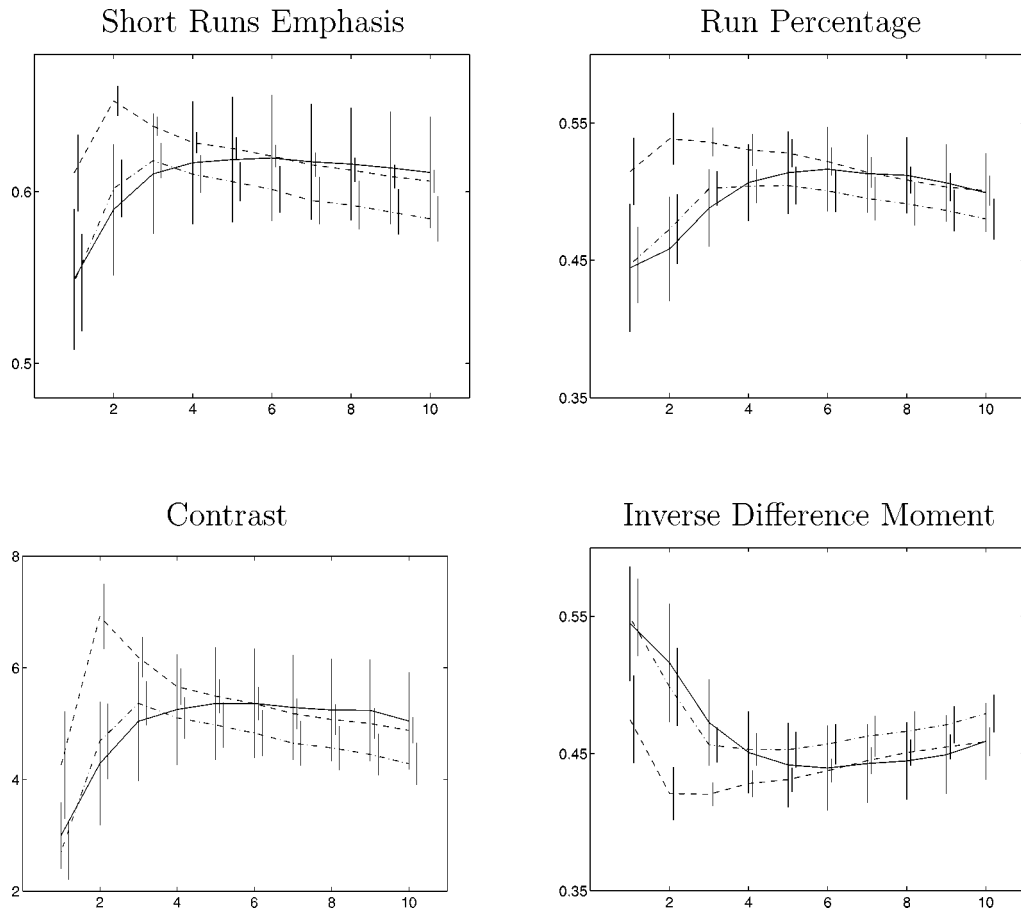 Short Runs Emphasis
0.6
0.5
2 4 6 8 10
Run Percentage
0.55
0.45
0.35
2 4 6 8 10
Contrast
8
6
4
2
2 4 6 8 10
Inverse Difference Moment
0.55
0.45
0.35
2 4 6 8 10